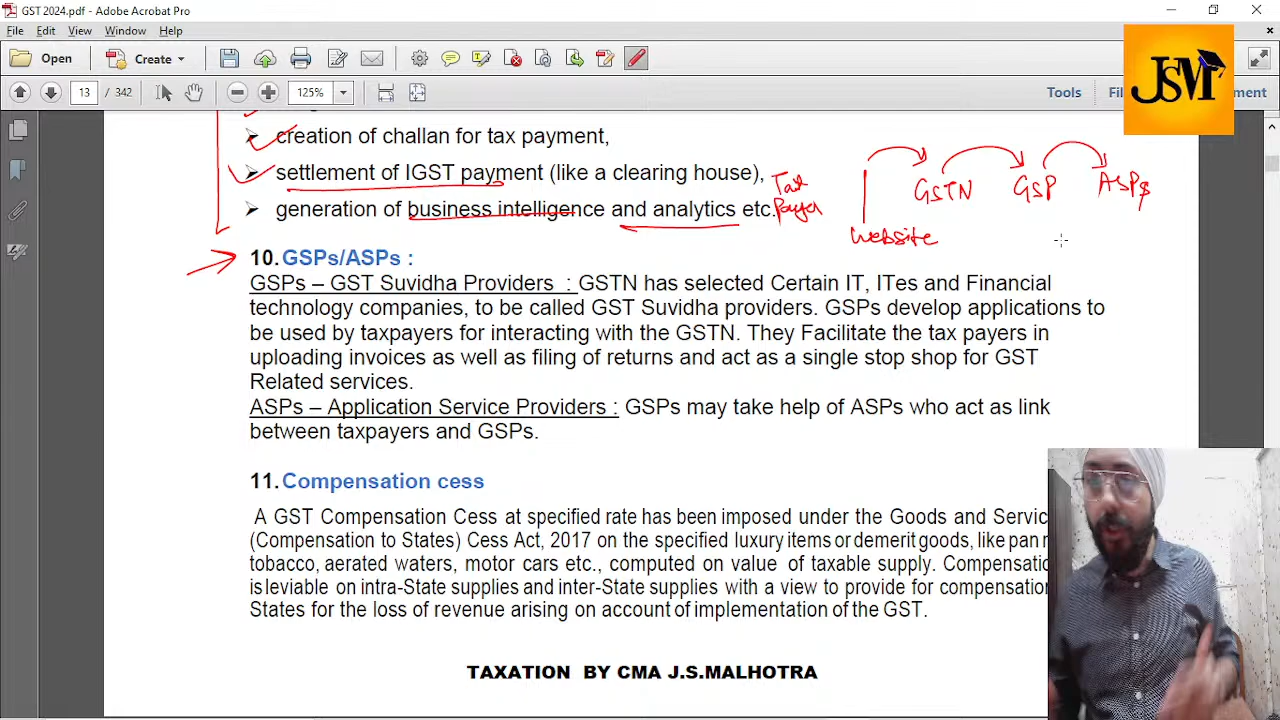 GST 2024.pdf - Adobe Acrobat Pro
File Edit View Window Help
Open Create
13 / 342 125% Tools
JSM
creation of challan for tax payment,
settlement of IGST payment (like a clearing house),
generation of business intelligence and analytics etc.
Tax
Payer
GSTN GSP ASPs
Website
10. GSPs/ASPs :
GSPs – GST Suvidha Providers : GSTN has selected Certain IT, ITes and Financial
technology companies, to be called GST Suvidha providers. GSPs develop applications to
be used by taxpayers for interacting with the GSTN. They Facilitate the tax payers in
uploading invoices as well as filing of returns and act as a single stop shop for GST
Related services.
ASPs – Application Service Providers : GSPs may take help of ASPs who act as link
between taxpayers and GSPs.
11. Compensation cess
A GST Compensation Cess at specified rate has been imposed under the Goods and Servic
(Compensation to States) Cess Act, 2017 on the specified luxury items or demerit goods, like pan
tobacco, aerated waters, motor cars etc., computed on value of taxable supply. Compensatio
is leviable on intra-State supplies and inter-State supplies with a view to provide for compensation
States for the loss of revenue arising on account of implementation of the GST.
TAXATION BY CMA J.S.MALHOTRA